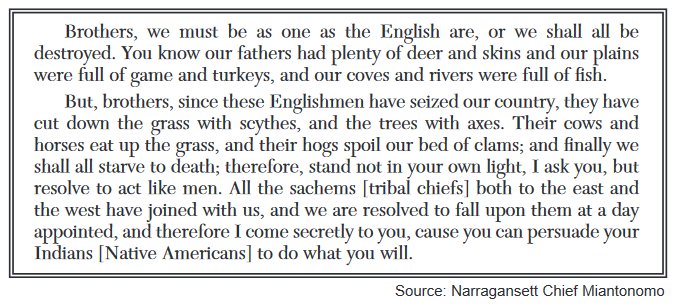 Brothers, we must be as one as the English are, or we shall all be
destroyed. You know our fathers had plenty of deer and skins and our plains
were full of game and turkeys, and our coves and rivers were full of fish.
But, brothers, since these Englishmen have seized our country, they have
cut down the grass with scythes, and the trees with axes. Their cows and
horses eat up the grass, and their hogs spoil our bed of clams; and finally we
shall all starve to death; therefore, stand not in your own light, I ask you, but
resolve to act like men. All the sachems [tribal chiefs] both to the east and
the west have joined with us, and we are resolved to fall upon them at a day
appointed, and therefore I come secretly to you, cause you can persuade your
Indians [Native Americans] to do what you will.
Source: Narragansett Chief Miantonomo